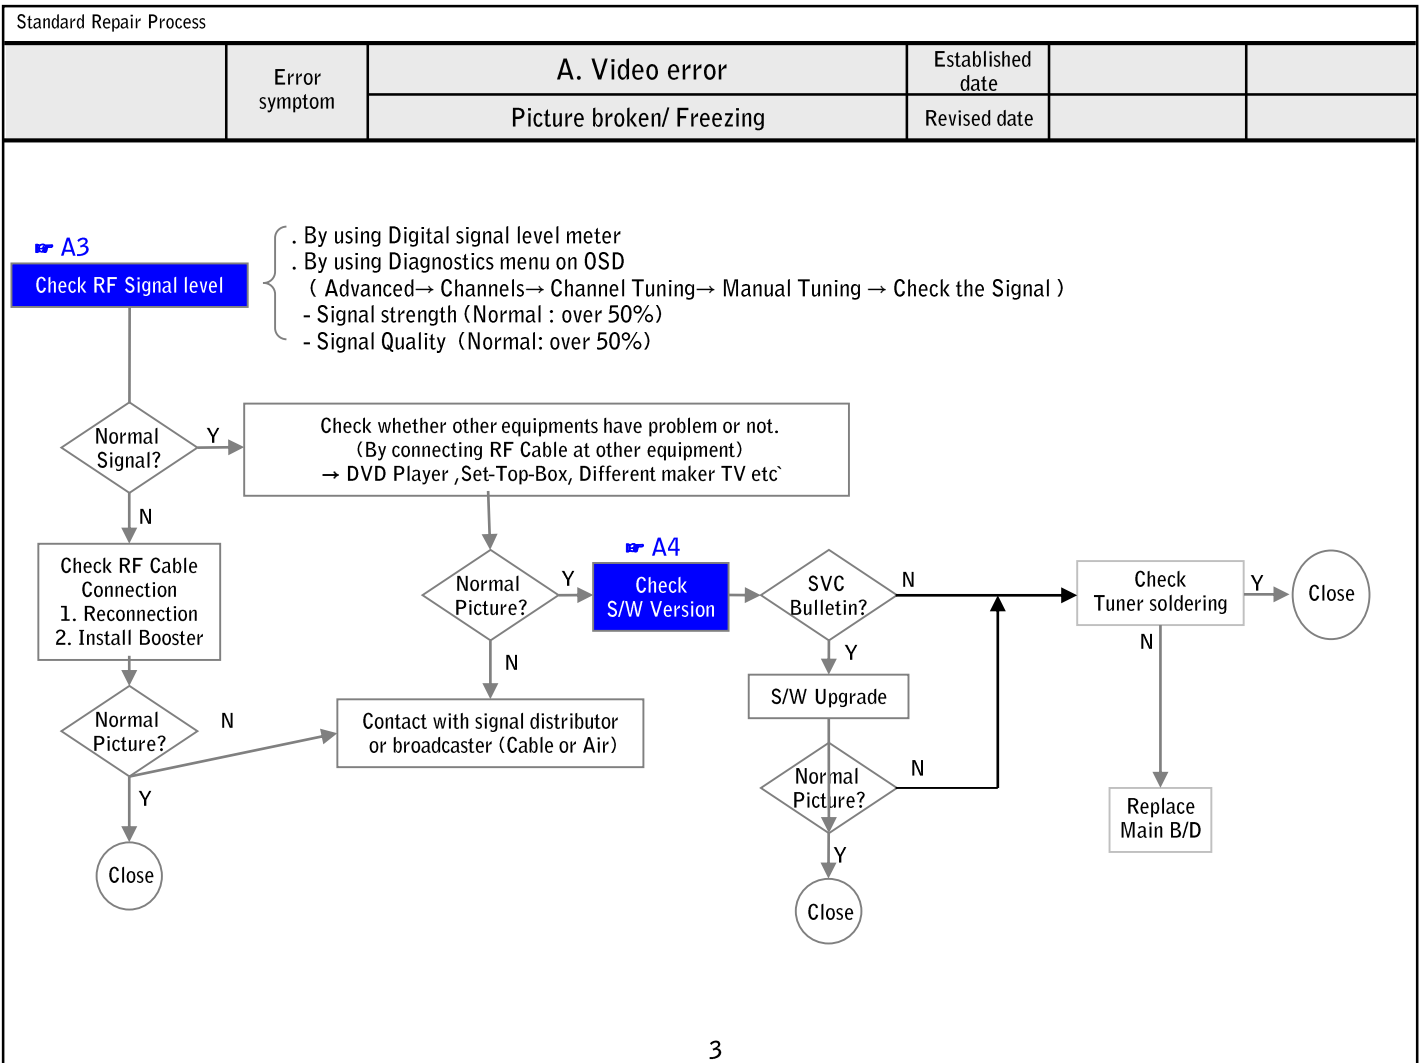 Standard Repair Process
Error
symptom
A. Video error
Established
date
Picture broken/ Freezing
Revised date
☞ A3
Check RF Signal level
. By using Digital signal level meter
. By using Diagnostics menu on OSD
( Advanced→ Channels→ Channel Tuning→ Manual Tuning → Check the Signal )
- Signal strength (Normal : over 50%)
- Signal Quality (Normal: over 50%)
Normal
Signal?
Y
Check whether other equipments have problem or not.
(By connecting RF Cable at other equipment)
→ DVD Player ,Set-Top-Box, Different maker TV etc`
N
Check RF Cable
Connection
1. Reconnection
2. Install Booster
Normal
Picture?
Y
☞ A4
Check
S/W Version
SVC
Bulletin?
N
Check
Tuner soldering
Y
Close
N
Y
N
S/W Upgrade
Normal
Picture?
N
Contact with signal distributor
or broadcaster (Cable or Air)
Normal
Picture?
N
Replace
Main B/D
Y
Close
Y
Close
3